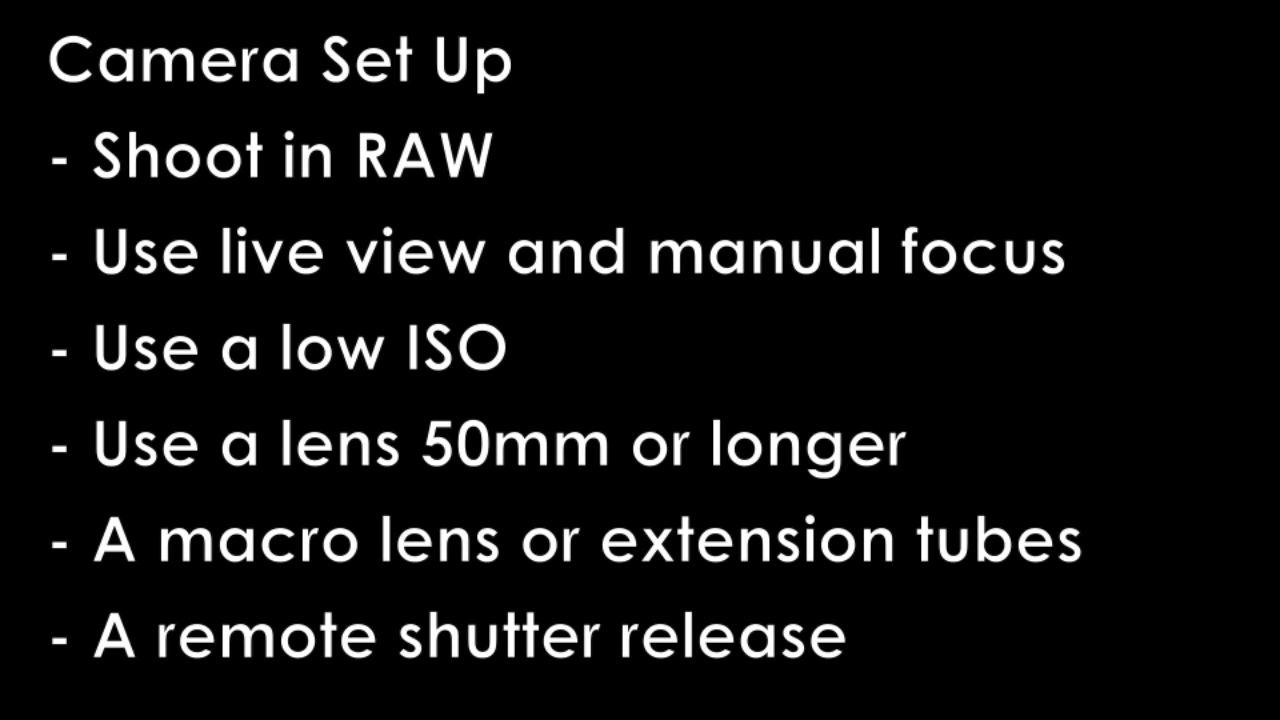 Camera Set Up
- Shoot in RAW
- Use live view and manual focus
- Use a low ISO
- Use a lens 50mm or longer
- A macro lens or extension tubes
- A remote shutter release